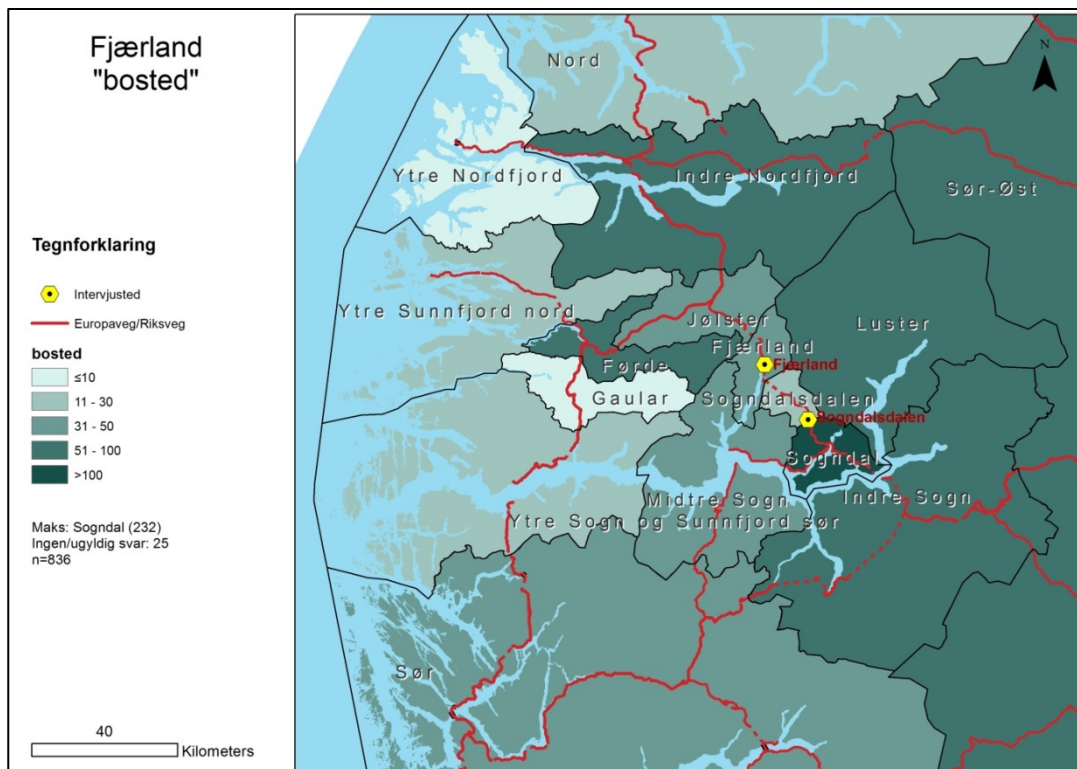 Fjærland
"bosted"
Tegnforklaring
Intervjusted
Europaveg/Riksveg
bosted
≤10
11 - 30
31 - 50
51 - 100
>100
Maks: Sogndal (232)
Ingen/ugyldig svar: 25
n=836
40
Kilometers
N
Nord
Ytre Nordfjord
Indre Nordfjord
Sør-Øst
Ytre Sunnfjord nord
Jølster
Luster
Fjærland
Fjærland
Førde
Gaular
Sogndalsdalen
Sogndalsdalen
Sogndal
Midtre Sogn
Indre Sogn
Ytre Sogn og Sunnfjord sør
Sør